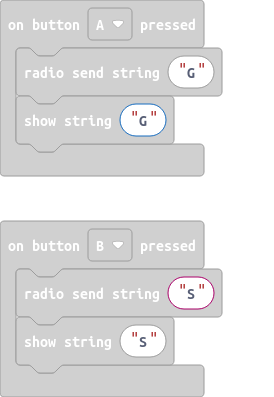 on button A pressed
radio send string "G"
show string "G"
on button B pressed
radio send string "S"
show string "S"